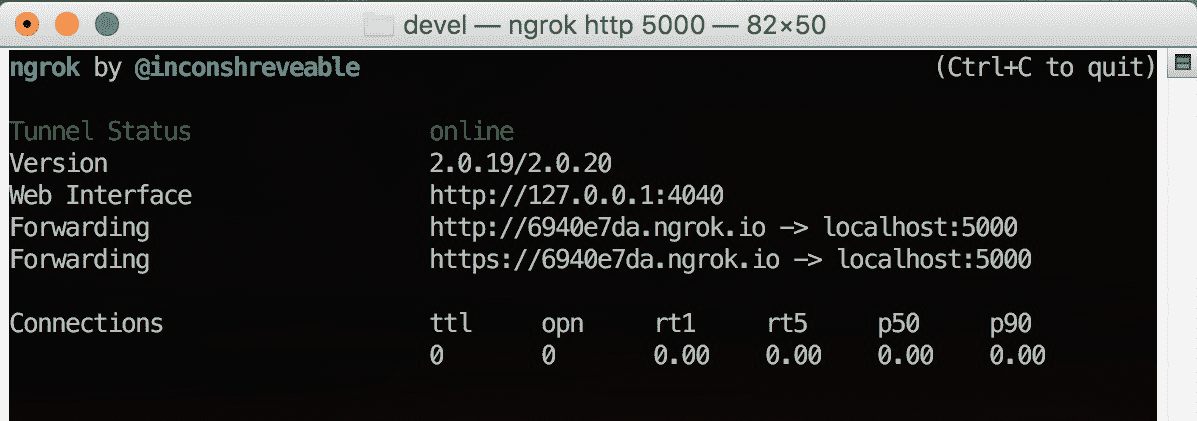 devel — ngrok http 5000 — 82×50
ngrok by @inconshreveable (Ctrl+C to quit)
Tunnel Status online
Version 2.0.19/2.0.20
Web Interface http://127.0.0.1:4040
Forwarding http://6940e7da.ngrok.io -> localhost:5000
Forwarding https://6940e7da.ngrok.io -> localhost:5000
Connections ttl opn rt1 rt5 p50 p90
0 0 0.00 0.00 0.00 0.00